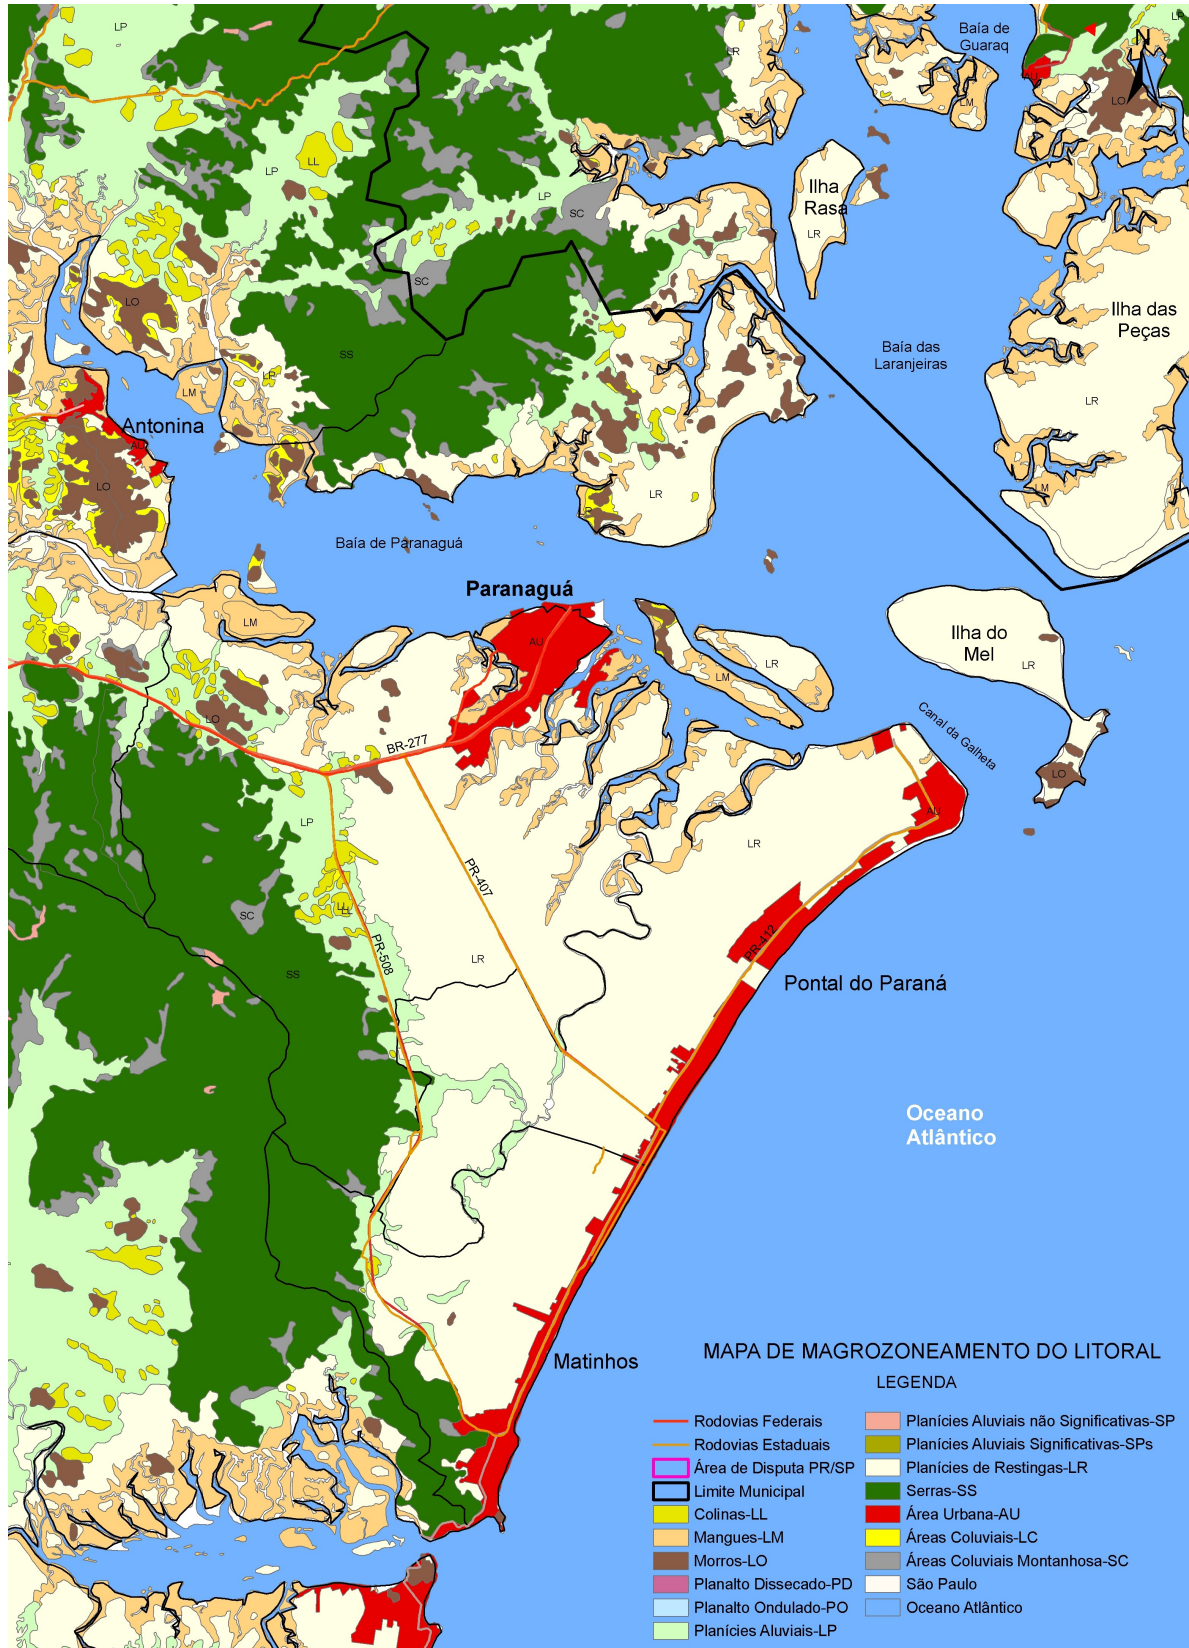 LP
Baía de
Guaraq
LP
LR
N
AU
LM
LO
LL
LP
LP
Ilha
Rasa
SC
LR
SC
LO
Ilha das
Peças
Baía das
Laranjeiras
SS
LP
LM
LR
Antonina
AU
LO
LR
LM
Baía de Paranaguá
Paranaguá
LM
AU
Ilha do
Mel
LR
LR
LM
LO
Canal da Galheta
BR-277
LO
LP
AU
LR
PR-407
LL
SC
PR-412
PR-508
LR
SS
Pontal do Paraná
Oceano
Atlântico
Matinhos
MAPA DE MAGROZONEAMENTO DO LITORAL
LEGENDA
Rodovias Federais
Rodovias Estaduais
Área de Disputa PR/SP
Limite Municipal
Colinas-LL
Mangues-LM
Morros-LO
Planalto Dissecado-PD
Planalto Ondulado-PO
Planícies Aluviais-LP
Planícies Aluviais não Significativas-SP
Planícies Aluviais Significativas-SPs
Planícies de Restingas-LR
Serras-SS
Área Urbana-AU
Áreas Coluviais-LC
Áreas Coluviais Montanhosa-SC
São Paulo
Oceano Atlântico